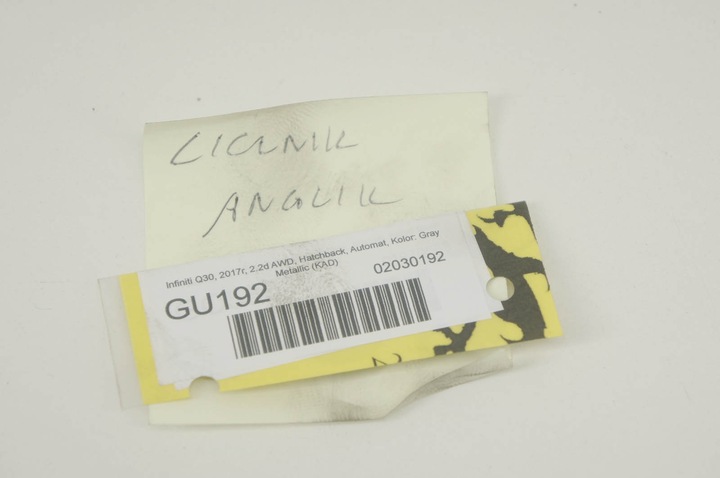 LICZNIK
ANGLIK
Infiniti Q30, 2017r, 2.2d AWD, Hatchback, Automat, Kolor: Gray
Metallic (KAD)
GU192
02030192